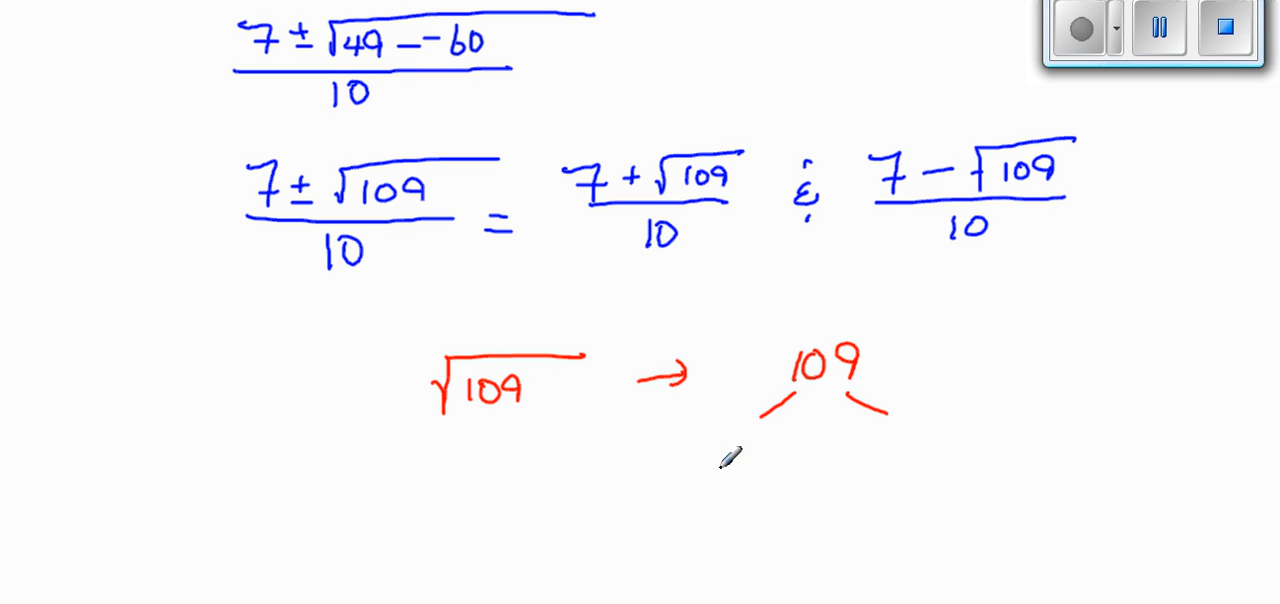 7 ± √49 - -60
10
7 ± √109 = 7 + √109 & 7 - √109
10 10 10
√109 → 109